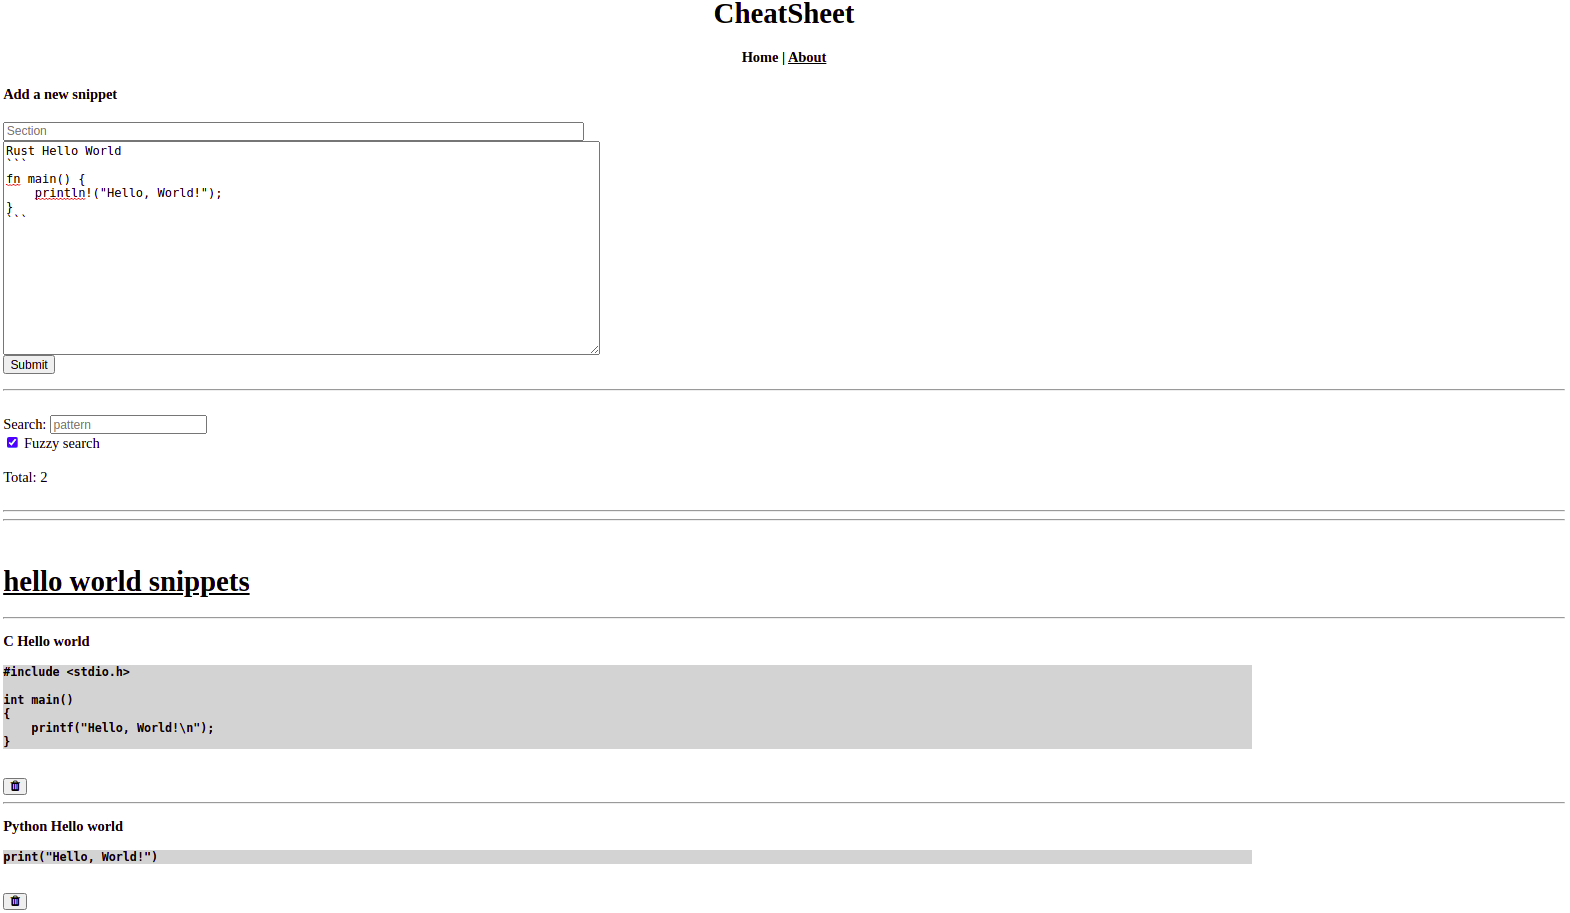 CheatSheet
Home | About
Add a new snippet
Section
Rust Hello World
```
fn main() {
    println!("Hello, World!");
}
```
Submit
Search: pattern
Fuzzy search
Total: 2
hello world snippets
C Hello world
#include <stdio.h>
int main()
{
    printf("Hello, World!\n");
}
Python Hello world
print("Hello, World!")